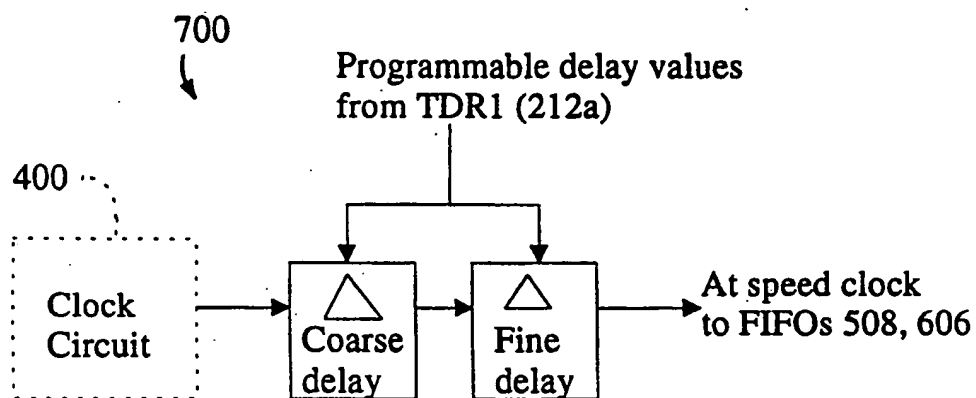 700
Programmable delay values
from TDR1 (212a)
400
Clock
Circuit
Coarse
delay
Fine
delay
At speed clock
to FIFOs 508, 606